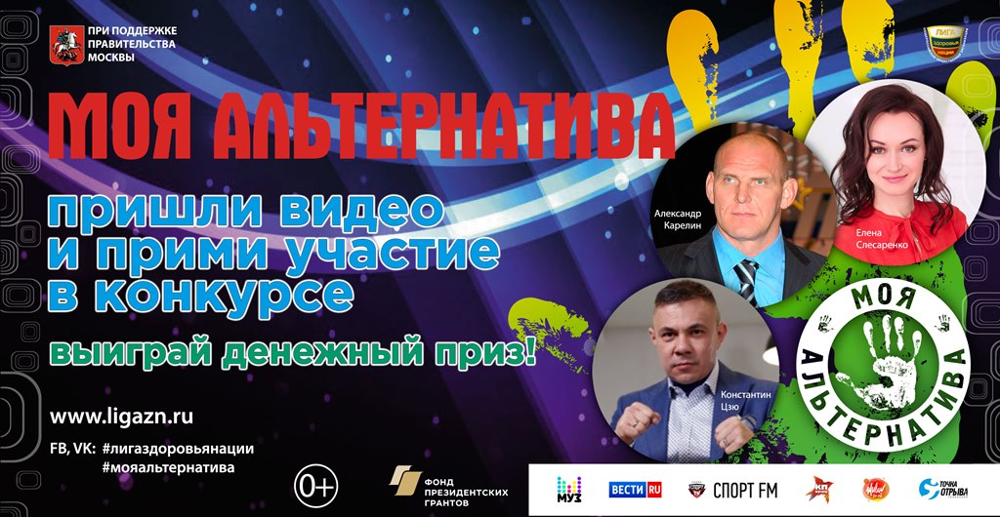 ПРИ ПОДДЕРЖКЕ
ПРАВИТЕЛЬСТВА
МОСКВЫ
ЛИГА
ЗДОРОВЬЯ
НАЦИИ
МОЯ АЛЬТЕРНАТИВА
пришли видео
и прими участие
в конкурсе
выиграй денежный приз!
Александр
Карелин
Елена
Слесаренко
Константин
Цзю
МОЯ
АЛЬТЕРНАТИВА
www.ligazn.ru
FB, VK: #лигаздоровьянации
#мояальтернатива
0+
ФОНД
ПРЕЗИДЕНТСКИХ
ГРАНТОВ
МУЗ
ВЕСТИ RU
СПОРТ FM
КП
ТОЧКА
ОТРЫВА